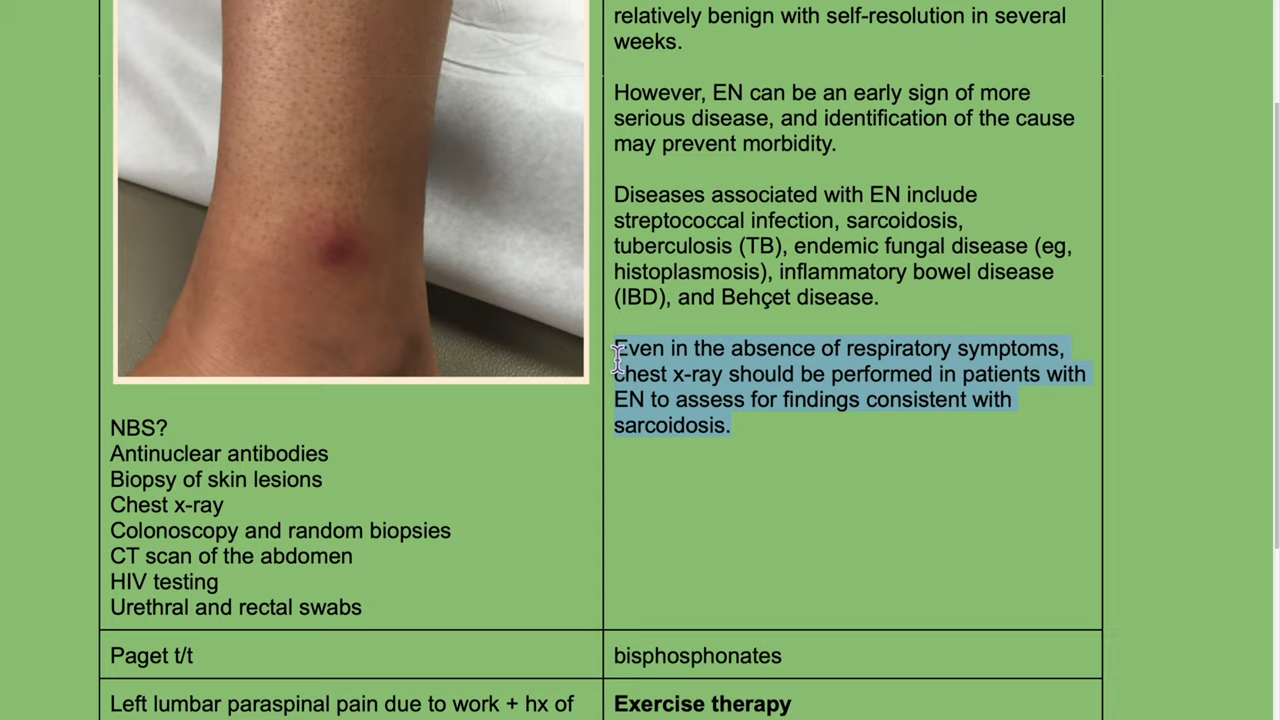 relatively benign with self-resolution in several
weeks.
However, EN can be an early sign of more
serious disease, and identification of the cause
may prevent morbidity.
Diseases associated with EN include
streptococcal infection, sarcoidosis,
tuberculosis (TB), endemic fungal disease (eg,
histoplasmosis), inflammatory bowel disease
(IBD), and Behçet disease.
Even in the absence of respiratory symptoms,
chest x-ray should be performed in patients with
EN to assess for findings consistent with
sarcoidosis.
NBS?
Antinuclear antibodies
Biopsy of skin lesions
Chest x-ray
Colonoscopy and random biopsies
CT scan of the abdomen
HIV testing
Urethral and rectal swabs
Paget t/t
bisphosphonates
Left lumbar paraspinal pain due to work + hx of
Exercise therapy